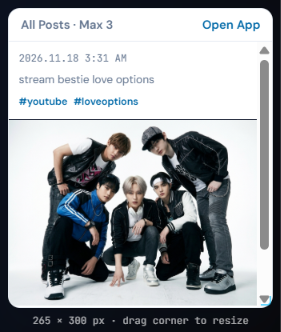 All Posts · Max 3
Open App
2026.11.18 3:31 AM
stream bestie love options
#youtube #loveoptions
265 × 300 px · drag corner to resize